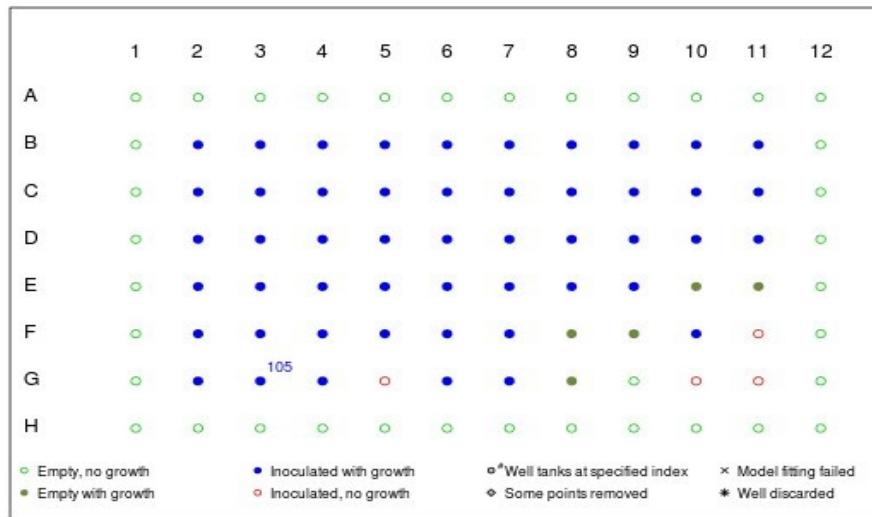 1 2 3 4 5 6 7 8 9 10 11 12
A
B
C
D
E
F
105
G
H
Empty, no growth Inoculated with growth #Well tanks at specified index Model fitting failed
Empty with growth Inoculated, no growth Some points removed Well discarded